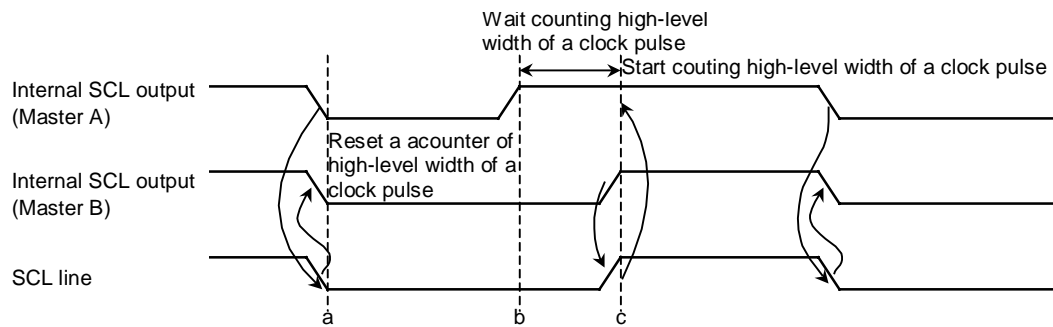 Wait counting high-level
width of a clock pulse
Start couting high-level width of a clock pulse
Internal SCL output
(Master A)
Reset a acounter of
high-level width of a
clock pulse
Internal SCL output
(Master B)
SCL line
a
b
c